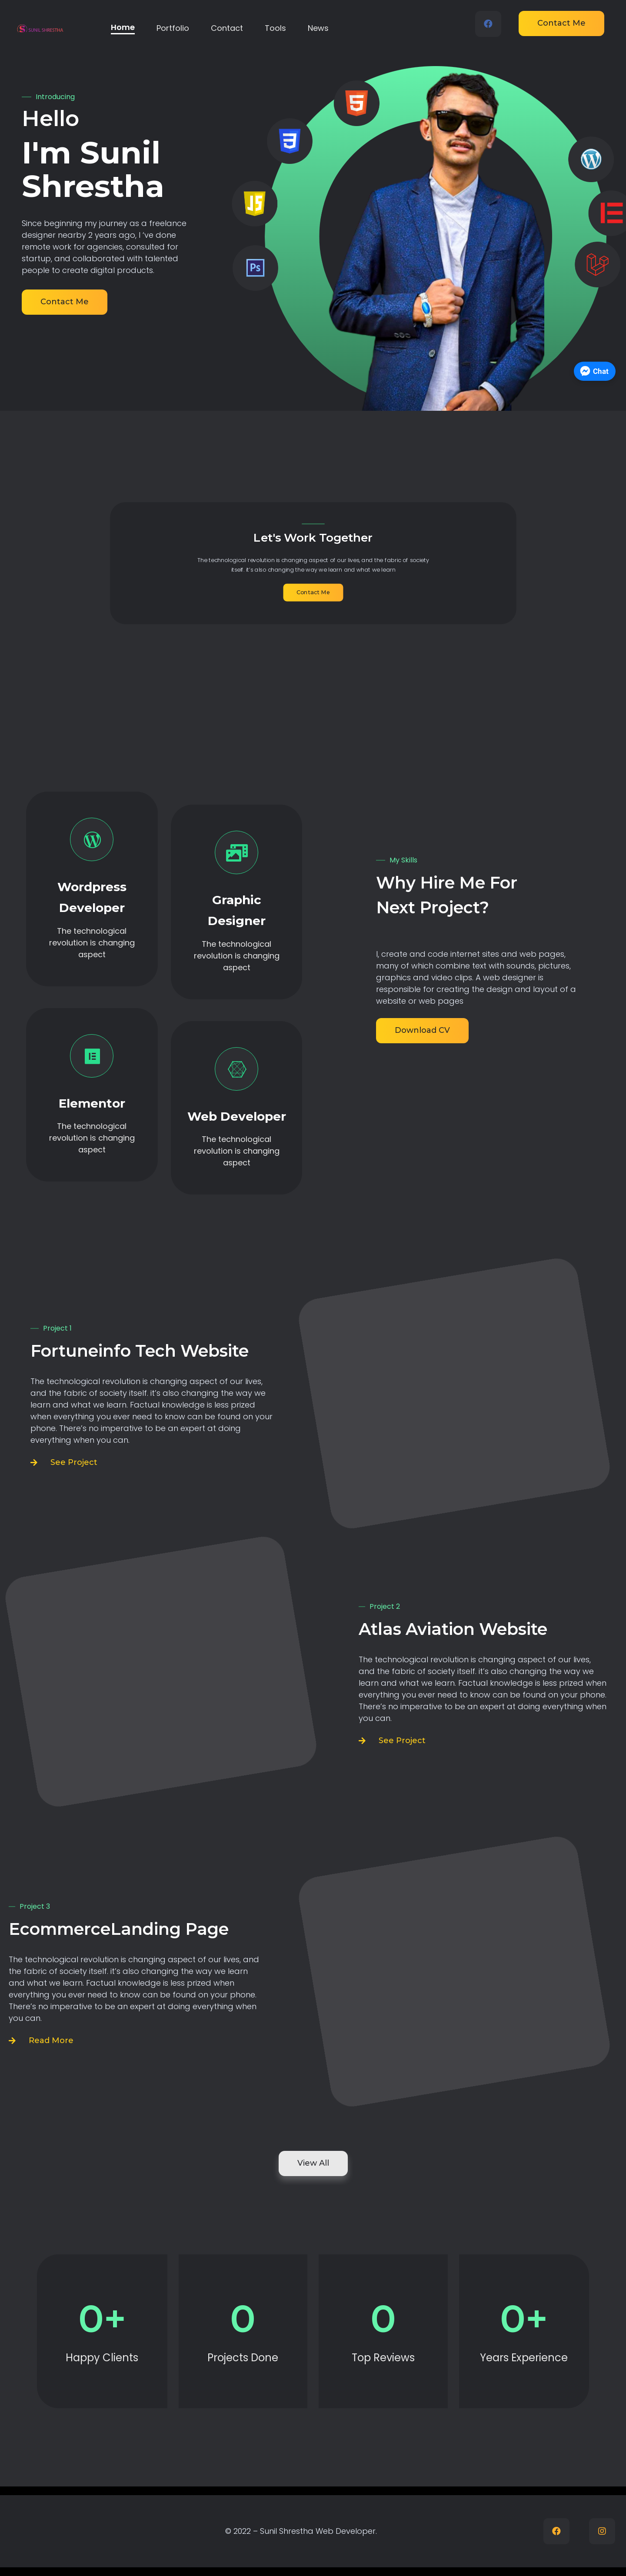 SUNIL SHRESTHA
Home
Portfolio
Contact
Tools
News
Contact Me
Introducing
Hello
I'm Sunil
Shrestha
Since beginning my journey as a freelance
designer nearby 2 years ago, I 've done
remote work for agencies, consulted for
startup, and collaborated with talented
people to create digital products.
Contact Me
5
3
JS
Ps
Chat
Let's Work Together
The technological revolution is changing aspect of our lives, and the fabric of society
itself. it's also changing the way we learn and what we learn
Contact Me
Wordpress
Developer
The technological
revolution is changing
aspect
Graphic
Designer
The technological
revolution is changing
aspect
Elementor
The technological
revolution is changing
aspect
Web Developer
The technological
revolution is changing
aspect
My Skills
Why Hire Me For
Next Project?
I, create and code internet sites and web pages,
many of which combine text with sounds, pictures,
graphics and video clips. A web designer is
responsible for creating the design and layout of a
website or web pages
Download CV
Project 1
Fortuneinfo Tech Website
The technological revolution is changing aspect of our lives,
and the fabric of society itself. it's also changing the way we
learn and what we learn. Factual knowledge is less prized
when everything you ever need to know can be found on your
phone. There's no imperative to be an expert at doing
everything when you can.
See Project
Project 2
Atlas Aviation Website
The technological revolution is changing aspect of our lives,
and the fabric of society itself. it's also changing the way we
learn and what we learn. Factual knowledge is less prized when
everything you ever need to know can be found on your phone.
There's no imperative to be an expert at doing everything when
you can.
See Project
Project 3
EcommerceLanding Page
The technological revolution is changing aspect of our lives, and
the fabric of society itself. it's also changing the way we learn
and what we learn. Factual knowledge is less prized when
everything you ever need to know can be found on your phone.
There's no imperative to be an expert at doing everything when
you can.
Read More
View All
0+
Happy Clients
0
Projects Done
0
Top Reviews
0+
Years Experience
© 2022 – Sunil Shrestha Web Developer.